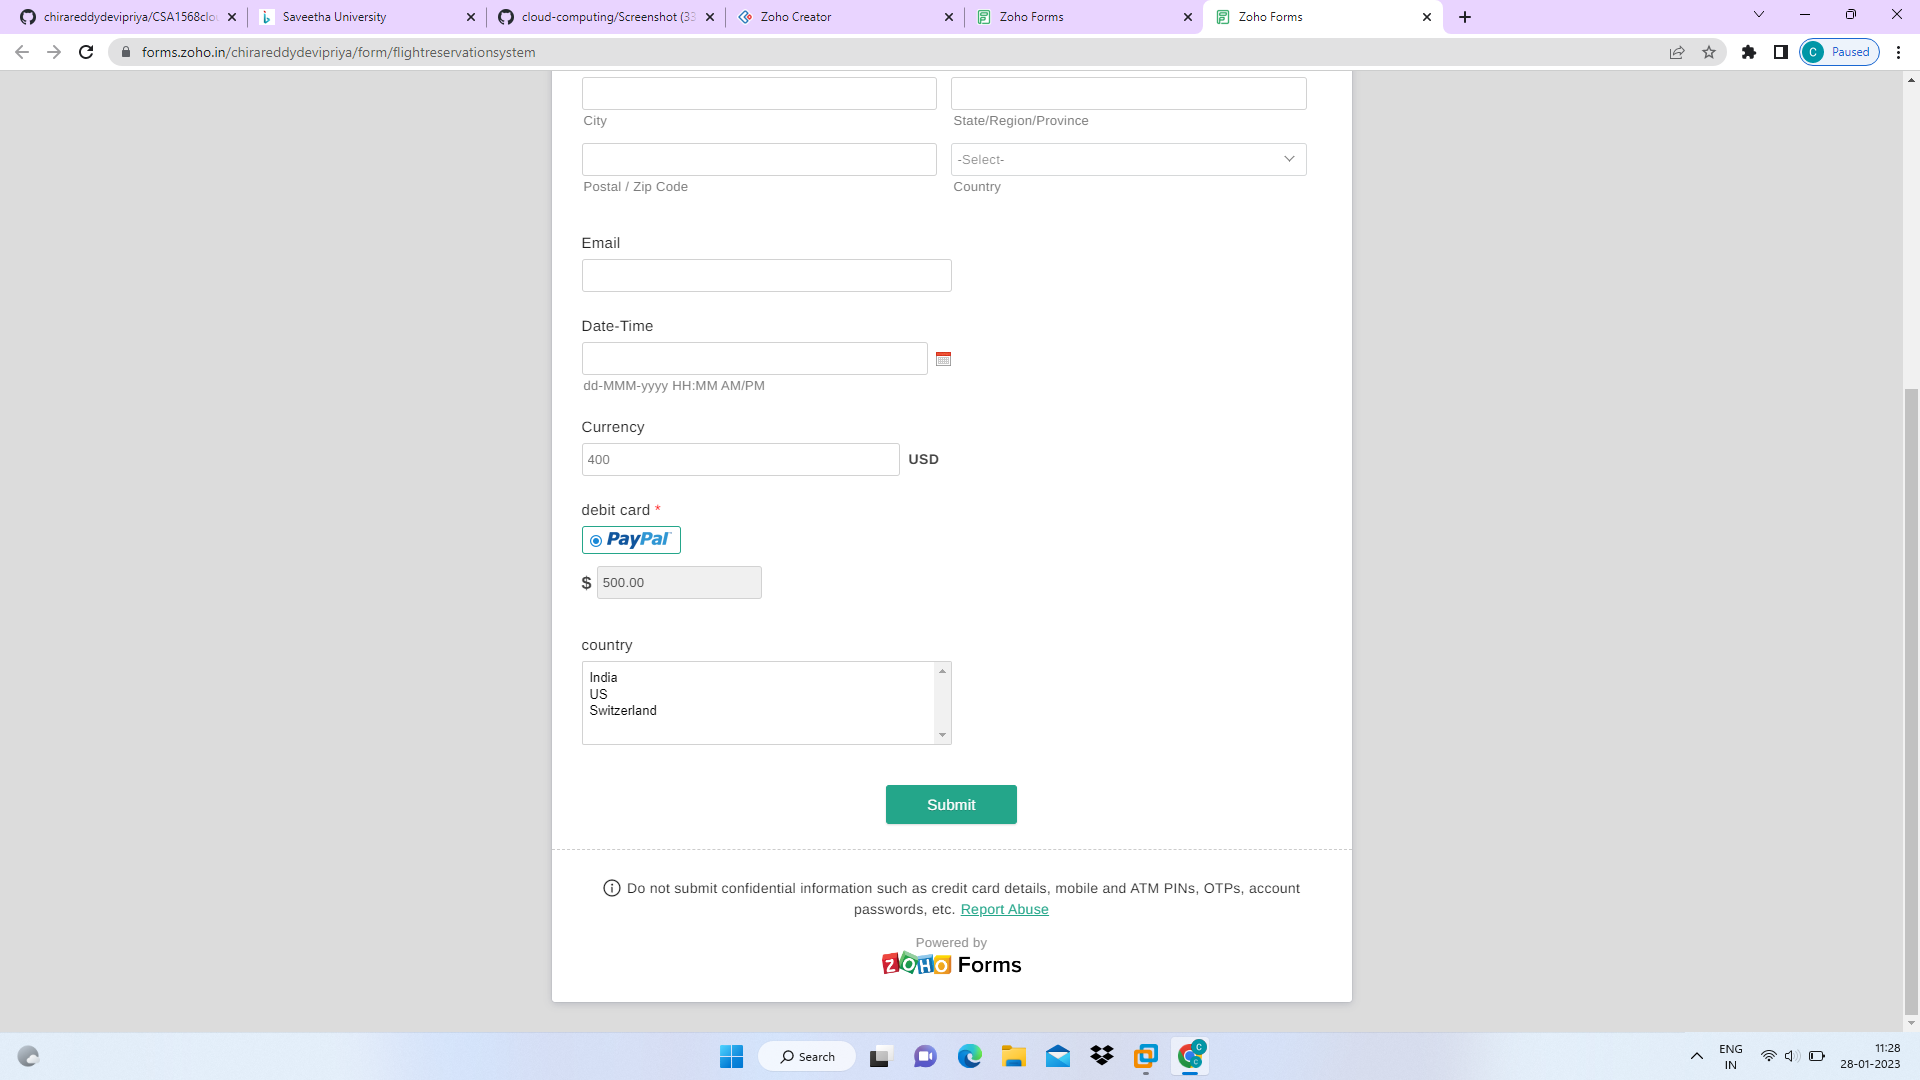 chirareddydevipriya/CSA1568clou
Saveetha University
cloud-computing/Screenshot (33
Zoho Creator
Zoho Forms
Zoho Forms
forms.zoho.in/chirareddydevipriya/form/flightreservationsystem
C Paused
City
State/Region/Province
-Select-
Postal / Zip Code
Country
Email
Date-Time
dd-MMM-yyyy HH:MM AM/PM
Currency
400 USD
debit card *
PayPal
$ 500.00
country
India
US
Switzerland
Submit
Do not submit confidential information such as credit card details, mobile and ATM PINs, OTPs, account
passwords, etc. Report Abuse
Powered by
ZOHO Forms
Search
ENG
IN
11:28
28-01-2023